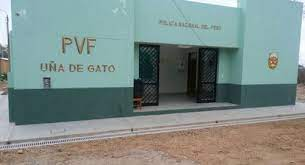 POLICIA NACIONAL DEL PERU
PVF
UÑA DE GATO